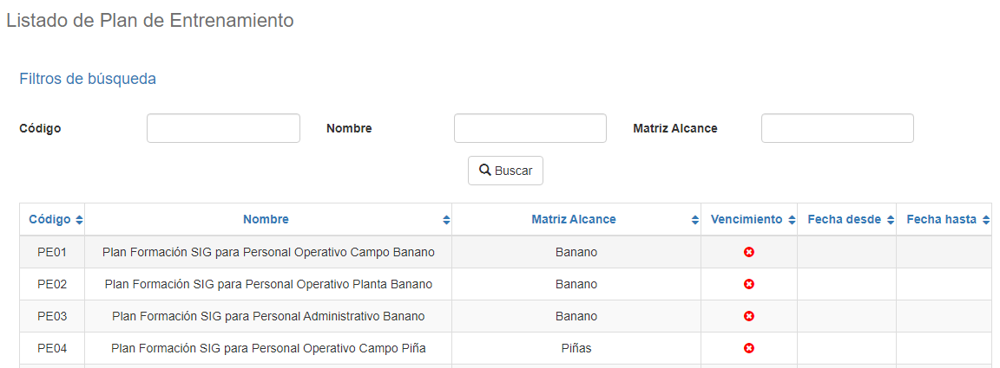 Listado de Plan de Entrenamiento
Filtros de búsqueda
Código Nombre Matriz Alcance
Buscar
Código Nombre Matriz Alcance Vencimiento Fecha desde Fecha hasta
PE01 Plan Formación SIG para Personal Operativo Campo Banano Banano
PE02 Plan Formación SIG para Personal Operativo Planta Banano Banano
PE03 Plan Formación SIG para Personal Administrativo Banano Banano
PE04 Plan Formación SIG para Personal Operativo Campo Piña Piñas